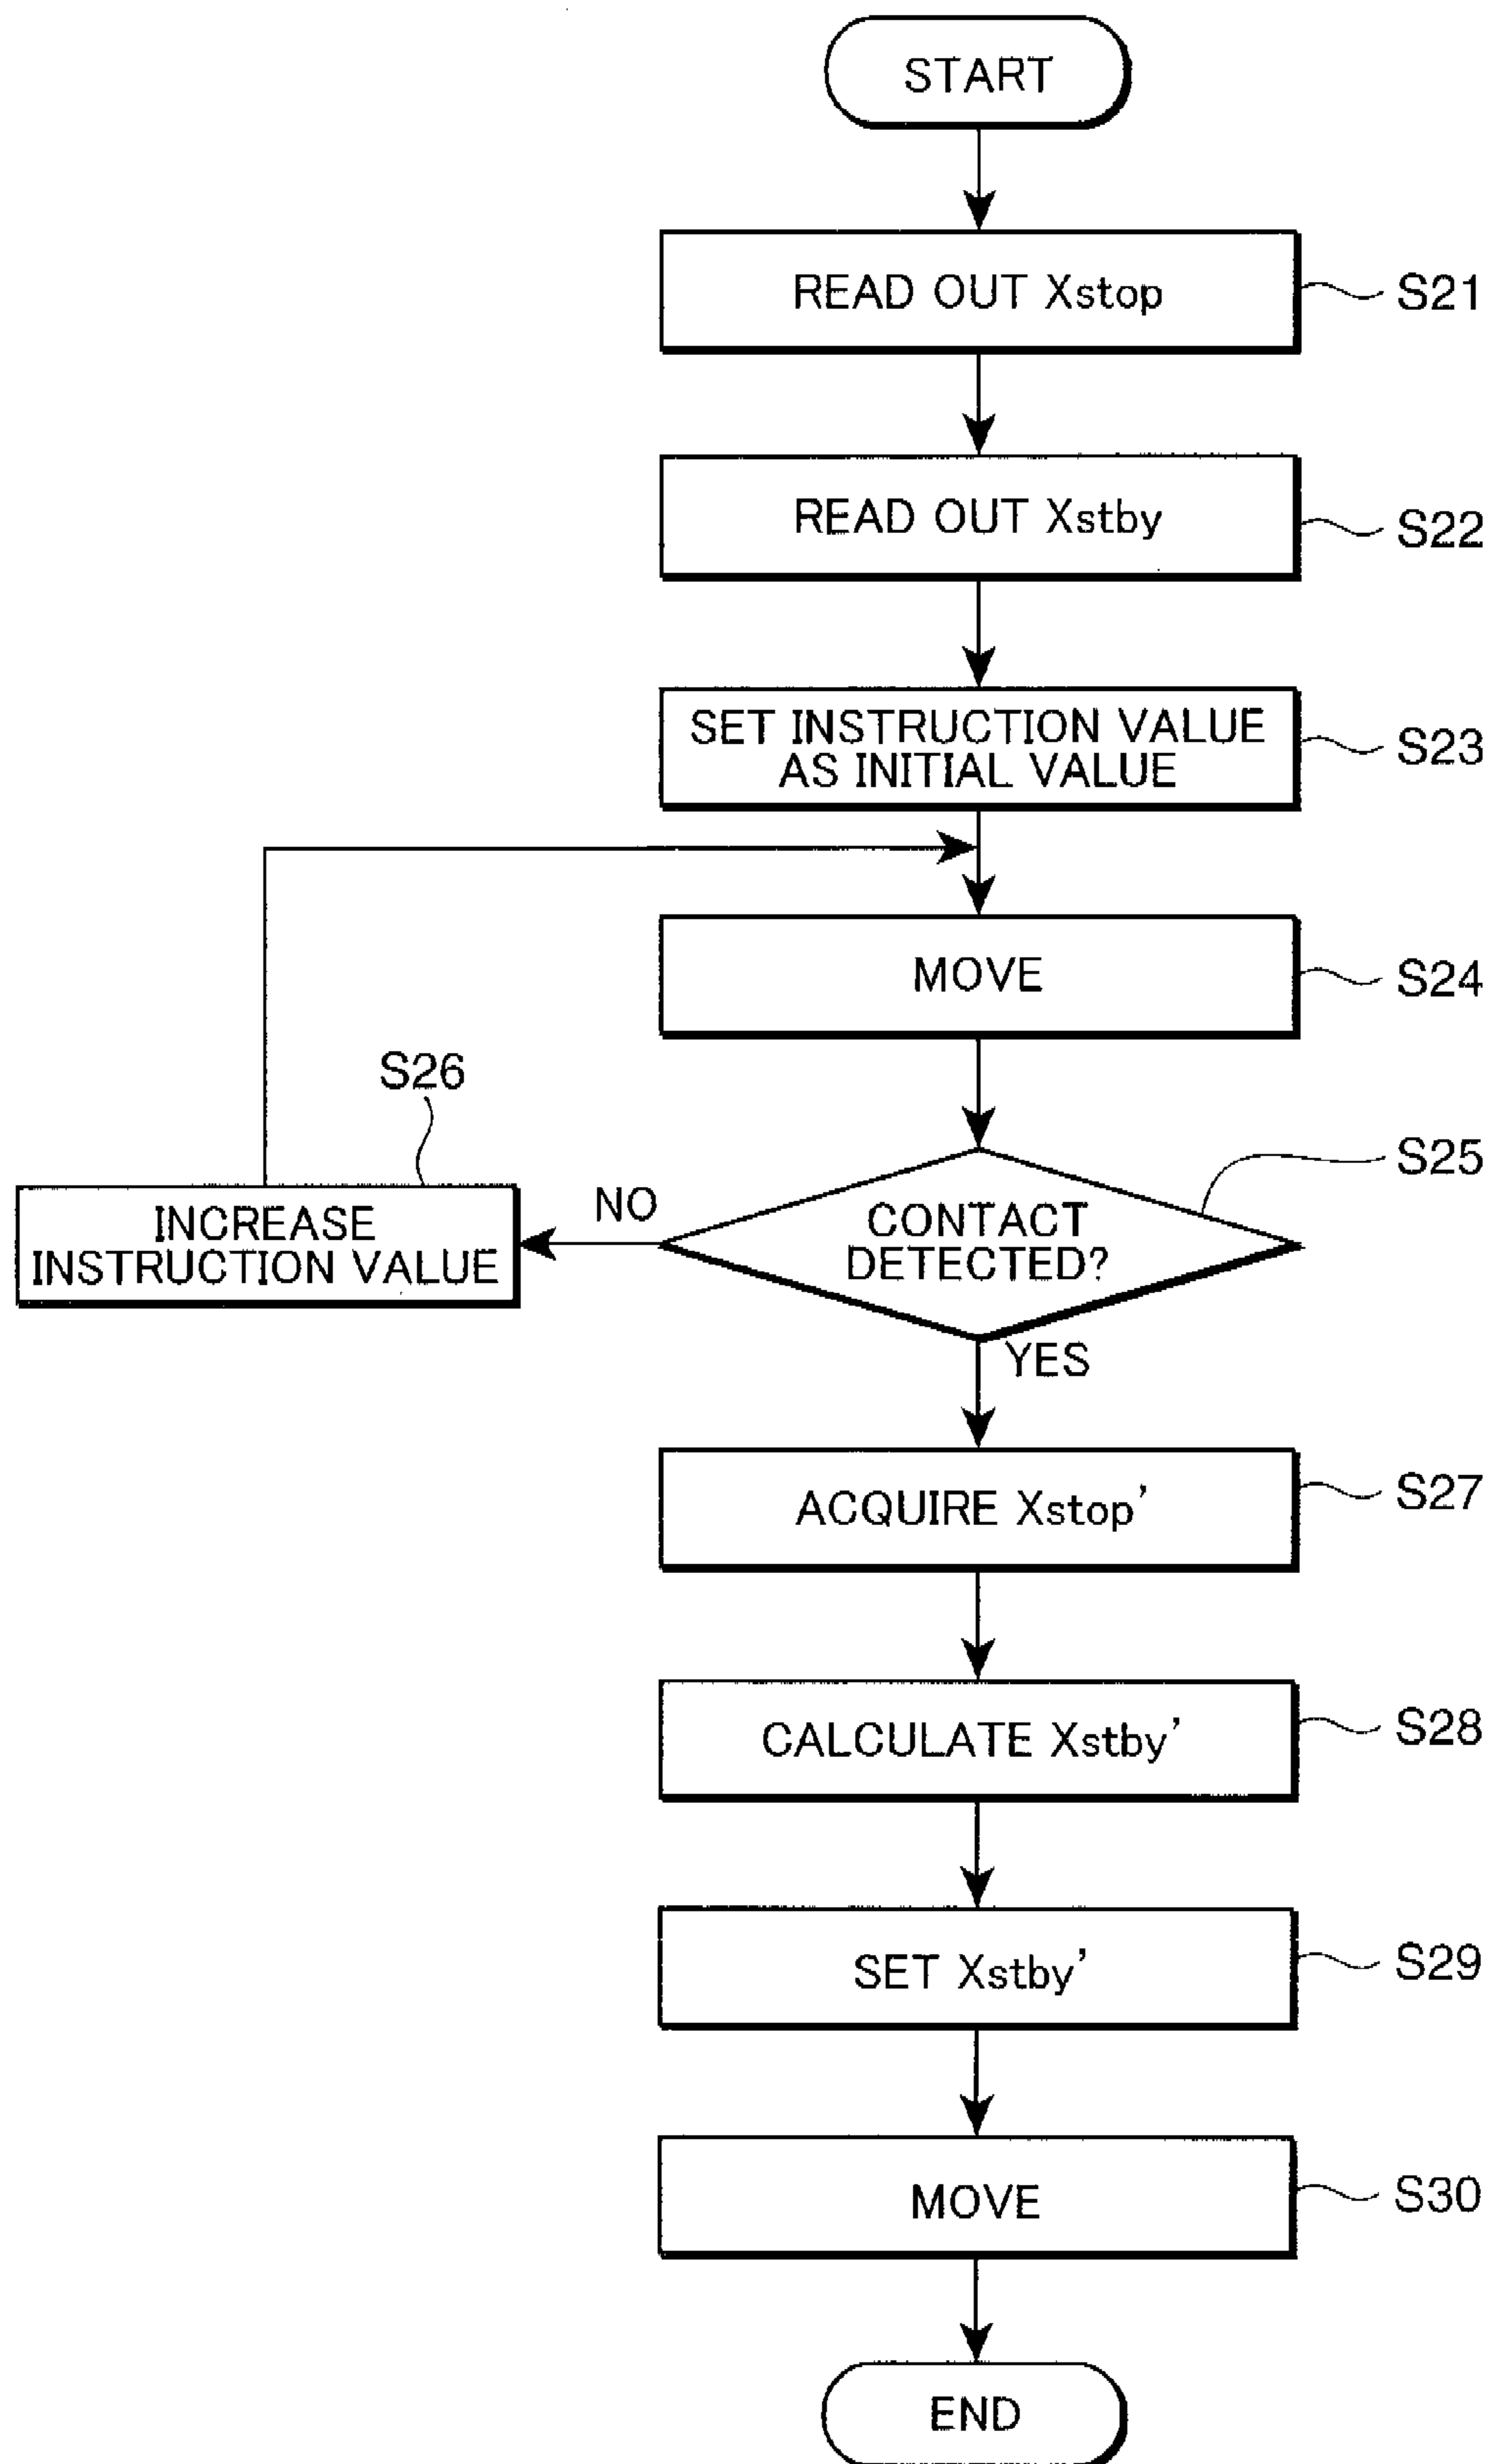 START
READ OUT Xstop
S21
READ OUT Xstby
S22
SET INSTRUCTION VALUE
AS INITIAL VALUE
S23
MOVE
S24
S26
S25
CONTACT
DETECTED?
NO
INCREASE
INSTRUCTION VALUE
YES
ACQUIRE Xstop'
S27
CALCULATE Xstby'
S28
SET Xstby'
S29
MOVE
S30
END